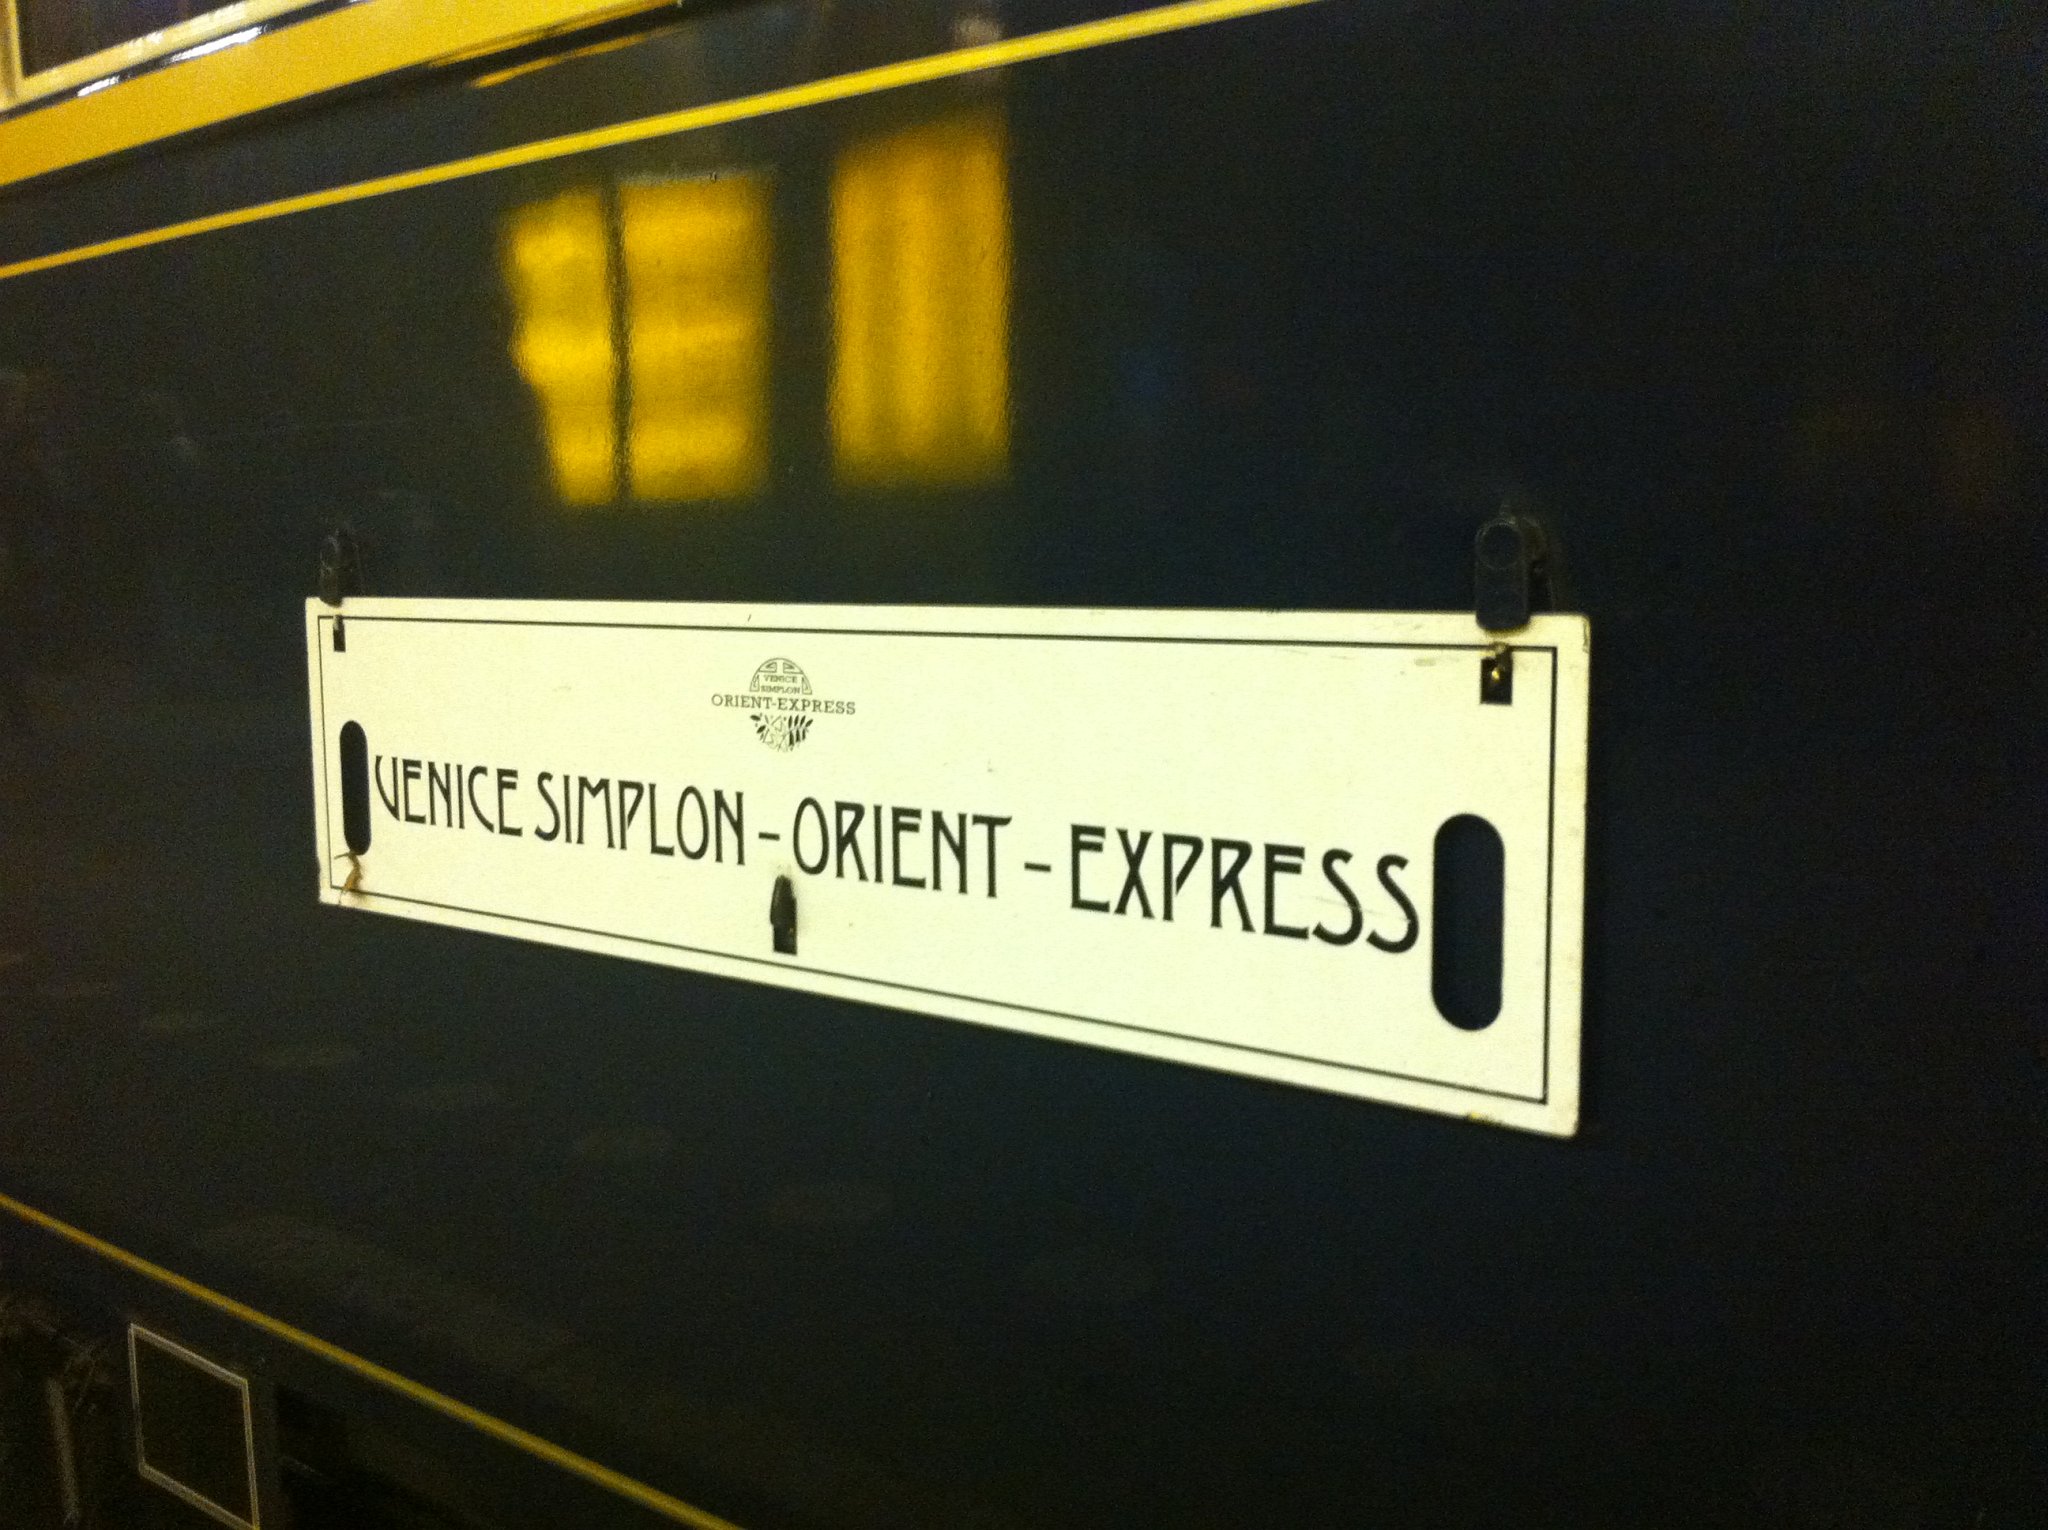 VENICE
SIMPLON
ORIENT-EXPRESS
VENICE SIMPLON - ORIENT - EXPRESS